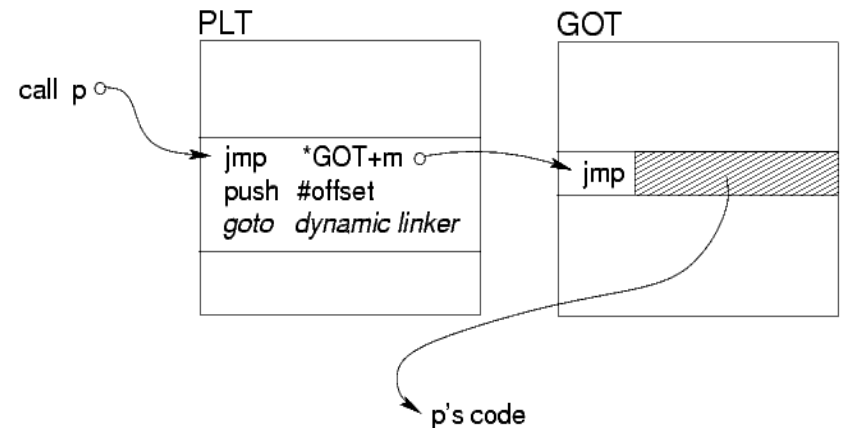 PLT
GOT
call p
jmp *GOT+m
push #offset
goto dynamic linker
jmp
p's code